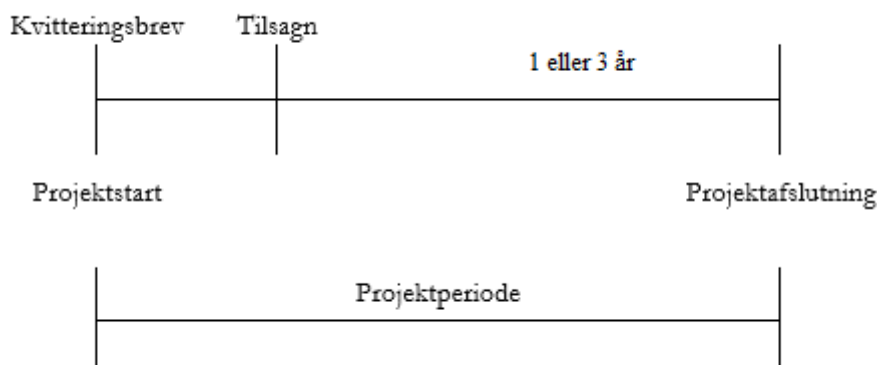 Kvitteringsbrev Tilsagn
1 eller 3 år
Projektstart Projektafslutning
Projektperiode